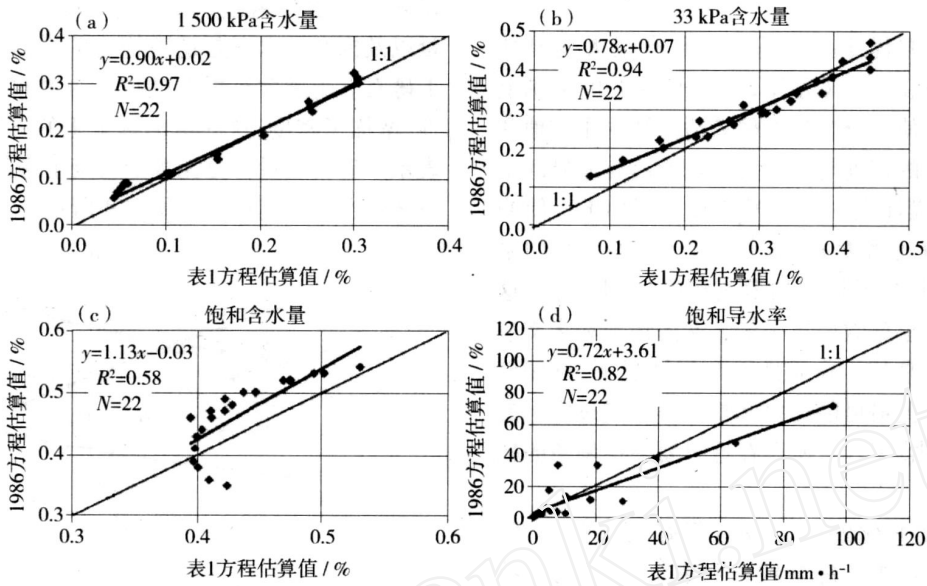 (a) 1 500 kPa含水量
0.4
0.3
0.2
0.1
0.0
y=0.90x+0.02
R²=0.97
N=22
1:1
1986方程估算值 / %
0.0 0.1 0.2 0.3 0.4
表1方程估算值 / %
(b) 33 kPa含水量
0.5
0.4
0.3
0.2
0.1
0.0
y=0.78x+0.07
R²=0.94
N=22
1:1
1986方程估算值 / %
0.0 0.1 0.2 0.3 0.4 0.5
表1方程估算值 / %
(c) 饱和含水量
0.6
0.5
0.4
0.3
y=1.13x−0.03
R²=0.58
N=22
1986方程估算值 / %
0.3 0.4 0.5 0.6
表1方程估算值 / %
(d) 饱和导水率
120
100
80
60
40
20
0
y=0.72x+3.61
R²=0.82
N=22
1:1
1986方程估算值 / %
0 20 40 60 80 100 120
表1方程估算值/mm·h⁻¹